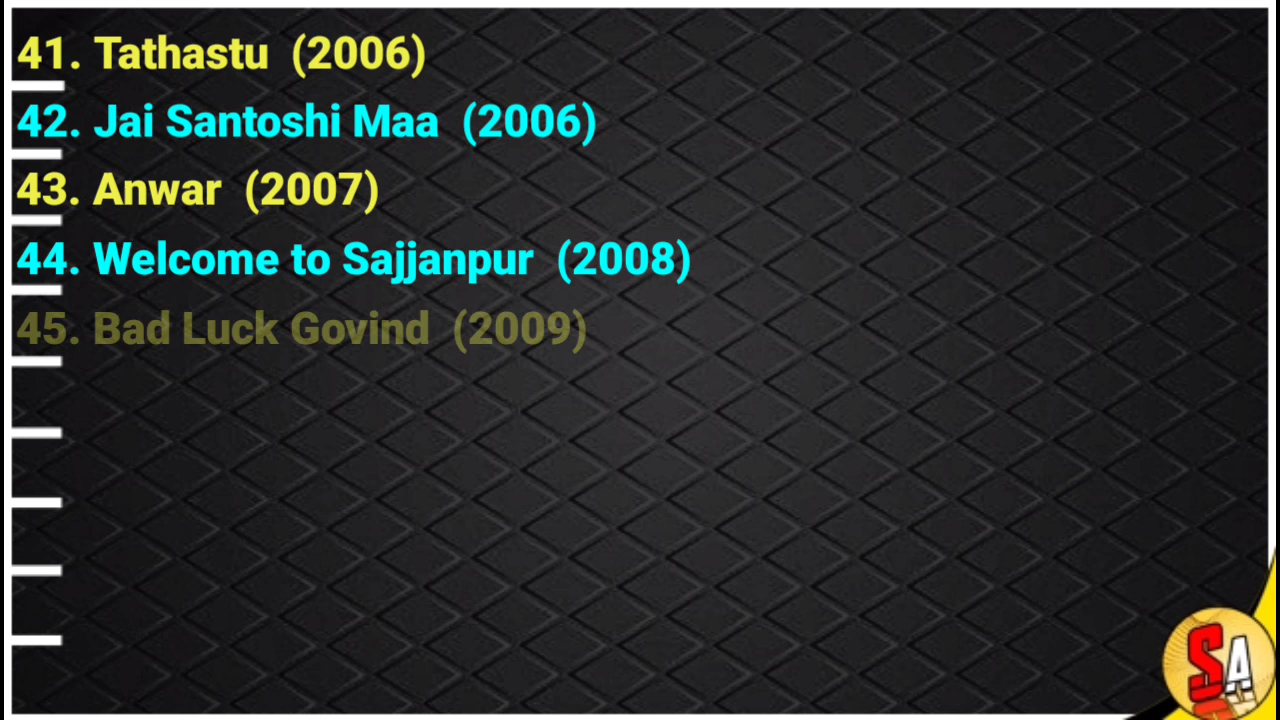 41. Tathastu (2006)
42. Jai Santoshi Maa (2006)
43. Anwar (2007)
44. Welcome to Sajjanpur (2008)
45. Bad Luck Govind (2009)
SA